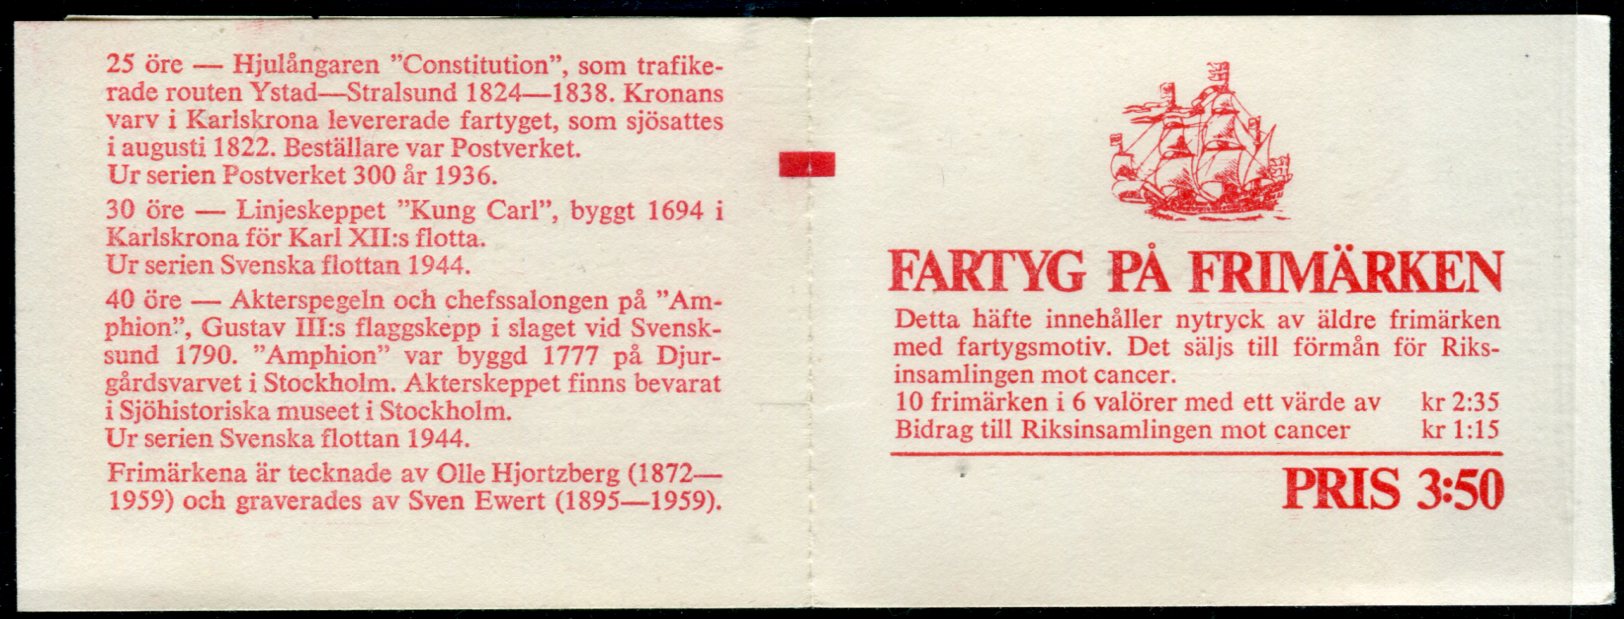 25 öre — Hjulångaren ”Constitution”, som trafike-
rade routen Ystad—Stralsund 1824—1838. Kronans
varv i Karlskrona levererade fartyget, som sjösattes
i augusti 1822. Beställare var Postverket.
Ur serien Postverket 300 år 1936.
30 öre — Linjeskeppet ”Kung Carl”, byggt 1694 i
Karlskrona för Karl XII:s flotta.
Ur serien Svenska flottan 1944.
40 öre — Akterspegeln och chefssalongen på ”Am-
phion”, Gustav III:s flaggskepp i slaget vid Svensk-
sund 1790. ”Amphion” var byggd 1777 på Djur-
gårdsvarvet i Stockholm. Akterskeppet finns bevarat
i Sjöhistoriska museet i Stockholm.
Ur serien Svenska flottan 1944.
Frimärkena är tecknade av Olle Hjortzberg (1872—
1959) och graverades av Sven Ewert (1895—1959).
FARTYG PÅ FRIMÄRKEN
Detta häfte innehåller nytryck av äldre frimärken
med fartygsmotiv. Det säljs till förmån för Riks-
insamlingen mot cancer.
10 frimärken i 6 valörer med ett värde av kr 2:35
Bidrag till Riksinsamlingen mot cancer kr 1:15
PRIS 3:50